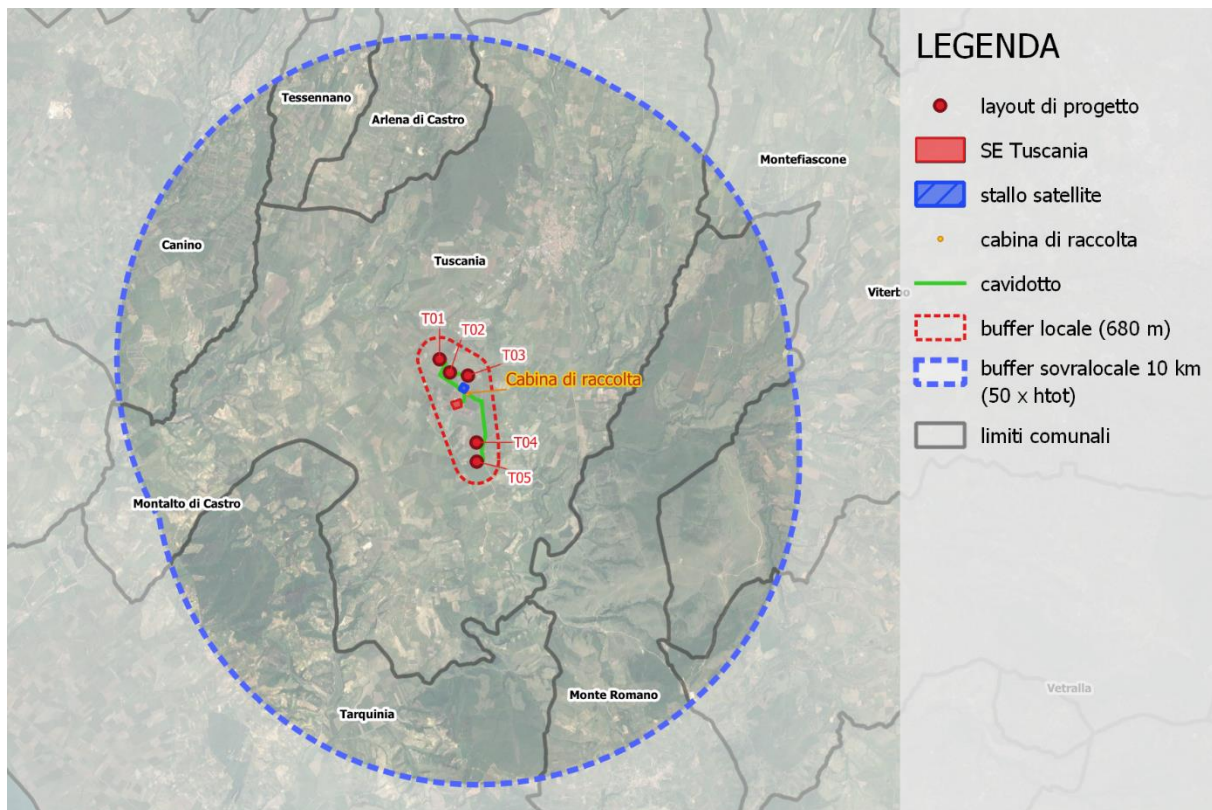 Tessennano
Arlena di Castro
Montefiascone
Canino
Tuscania
Viterbo
T01
T02
T03
Cabina di raccolta
T04
T05
Montalto di Castro
Monte Romano
Tarquinia
Vetralla
LEGENDA
layout di progetto
SE Tuscania
stallo satellite
cabina di raccolta
cavidotto
buffer locale (680 m)
buffer sovralocale 10 km
(50 x htot)
limiti comunali